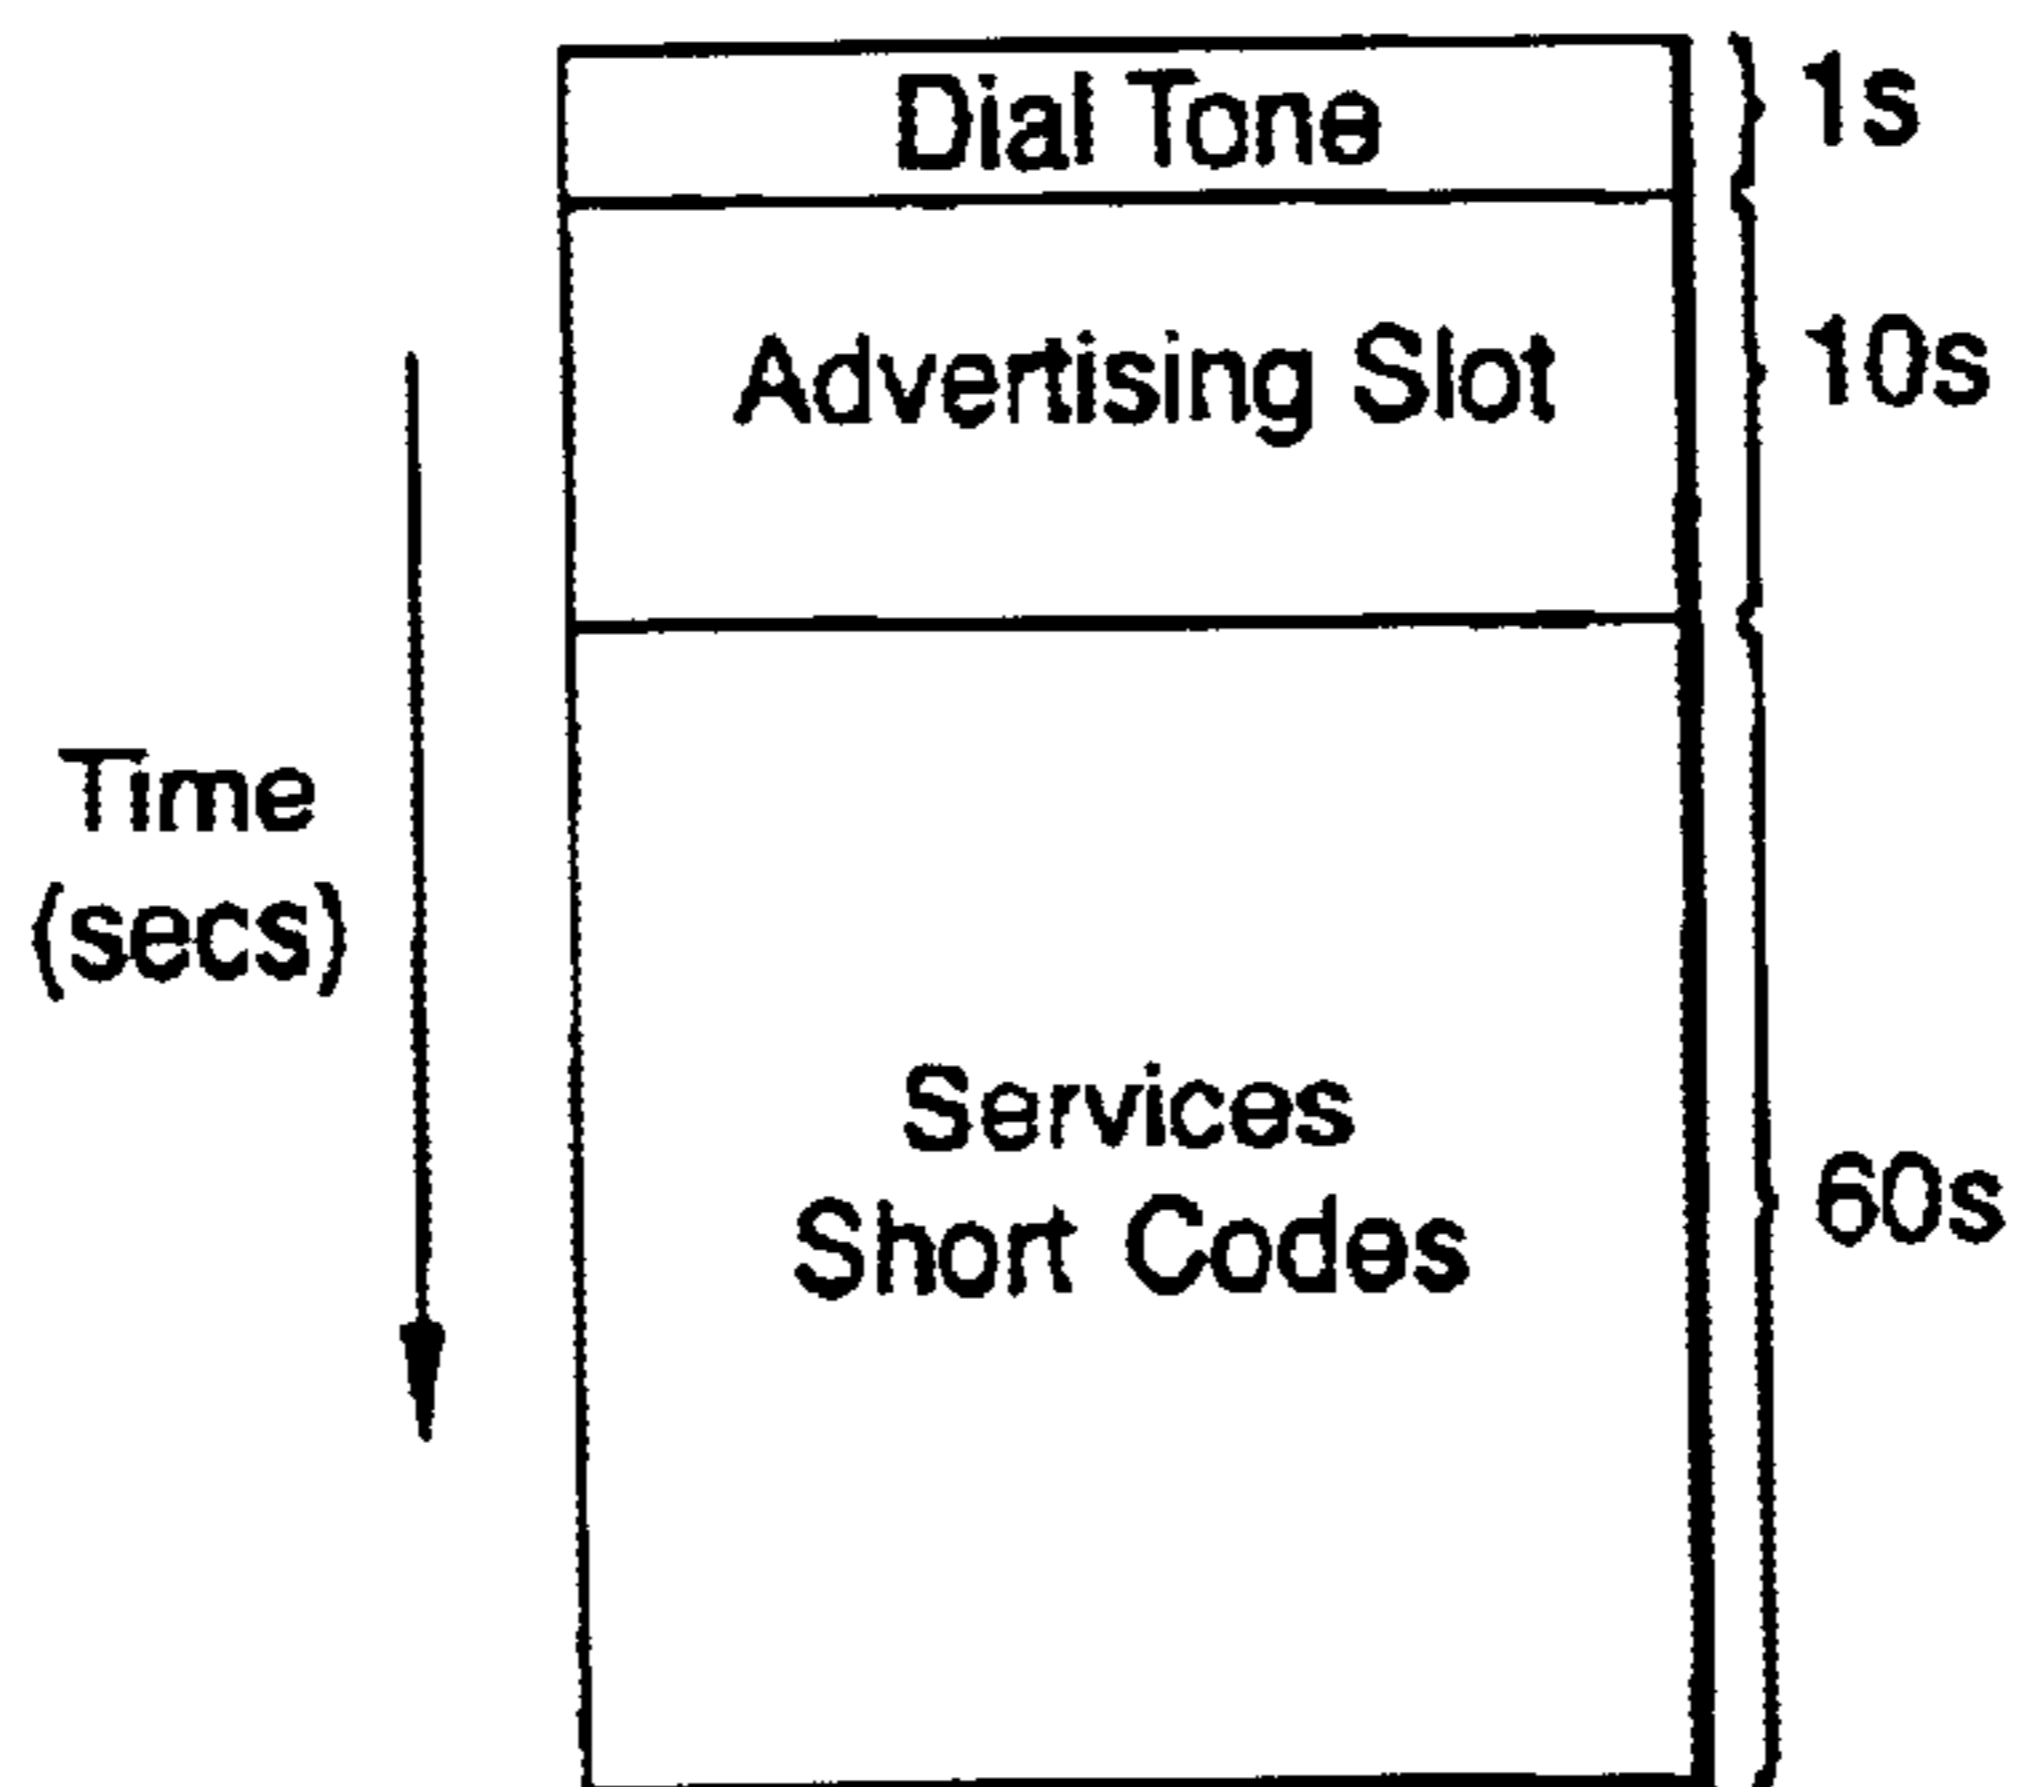 Dial Tone
1s
Advertising Slot
10s
Time
(secs)
Services
Short Codes
60s